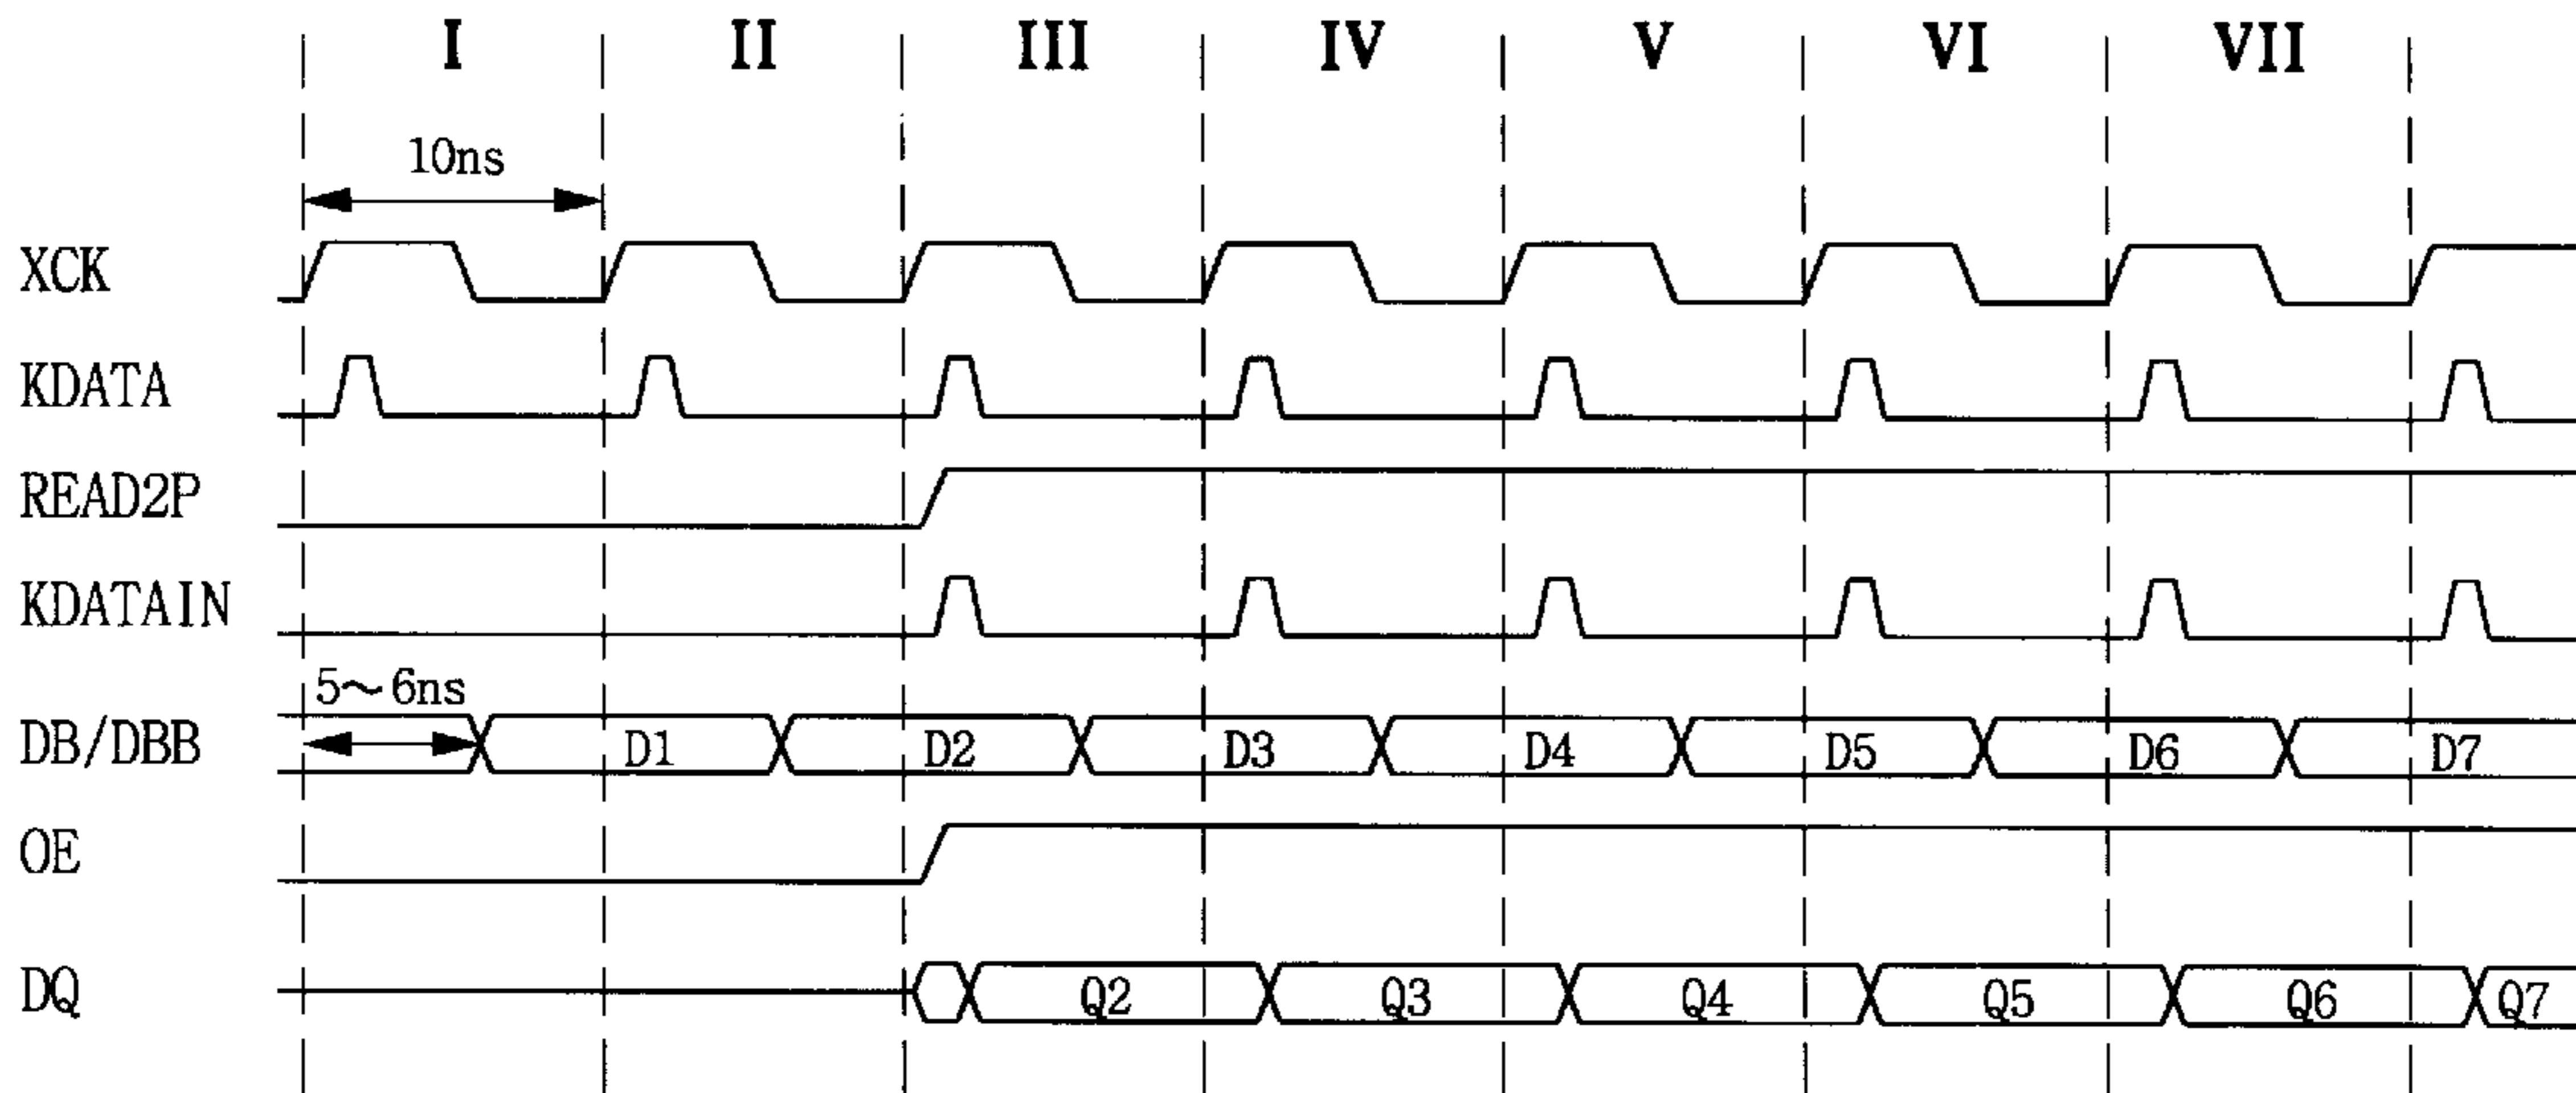 I II III IV V VI VII
10ns
XCK
KDATA
READ2P
KDATAIN
5～6ns
DB/DBB D1 D2 D3 D4 D5 D6 D7
OE
DQ Q2 Q3 Q4 Q5 Q6 Q7